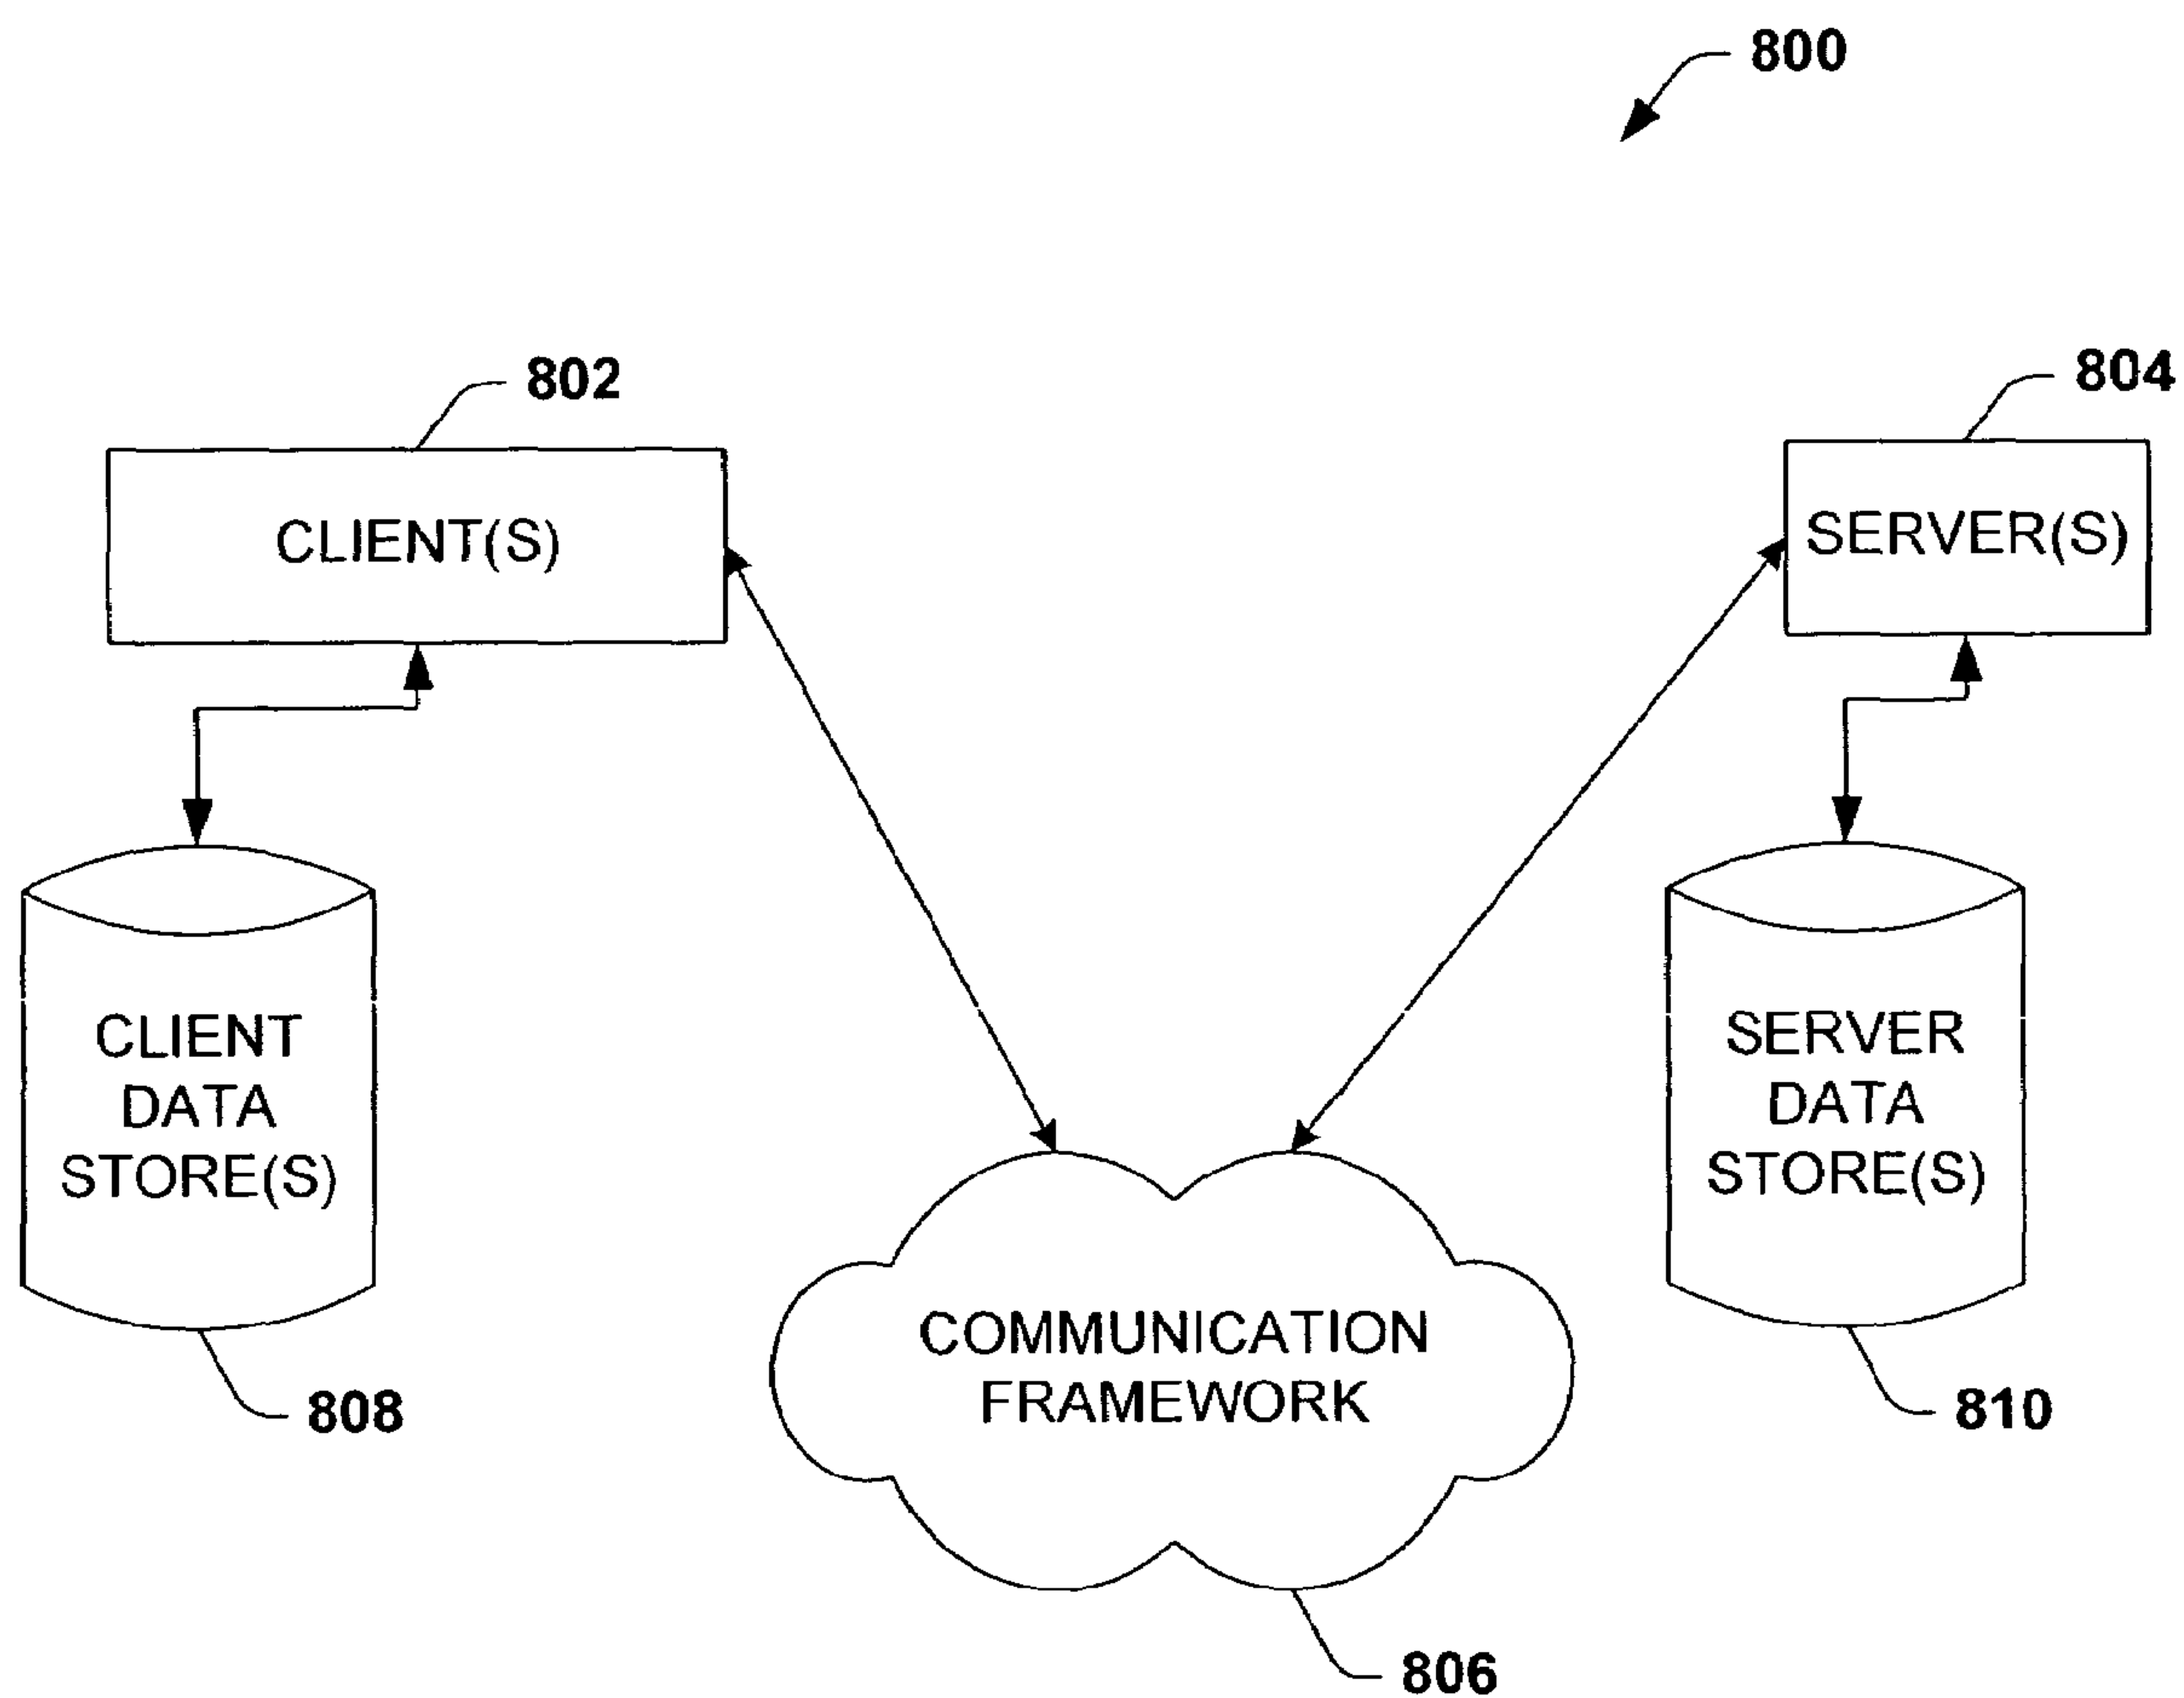 800
802
804
CLIENT(S)
SERVER(S)
CLIENT
DATA
STORE(S)
SERVER
DATA
STORE(S)
COMMUNICATION
FRAMEWORK
808
810
806